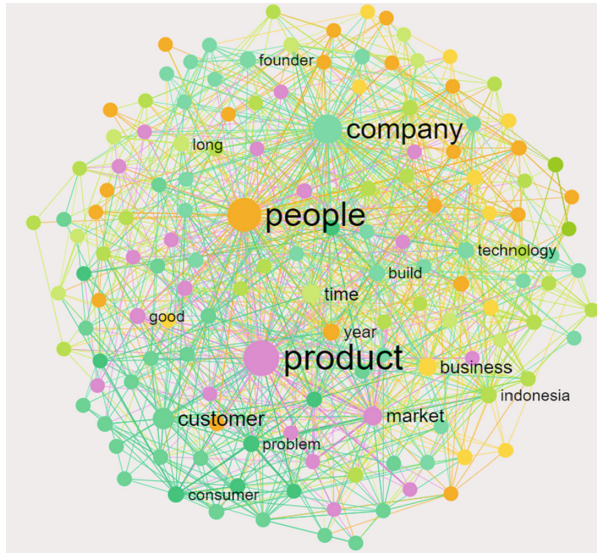 founder
company
long
people
technology
build
time
good
year
product
business
indonesia
customer
market
problem
consumer